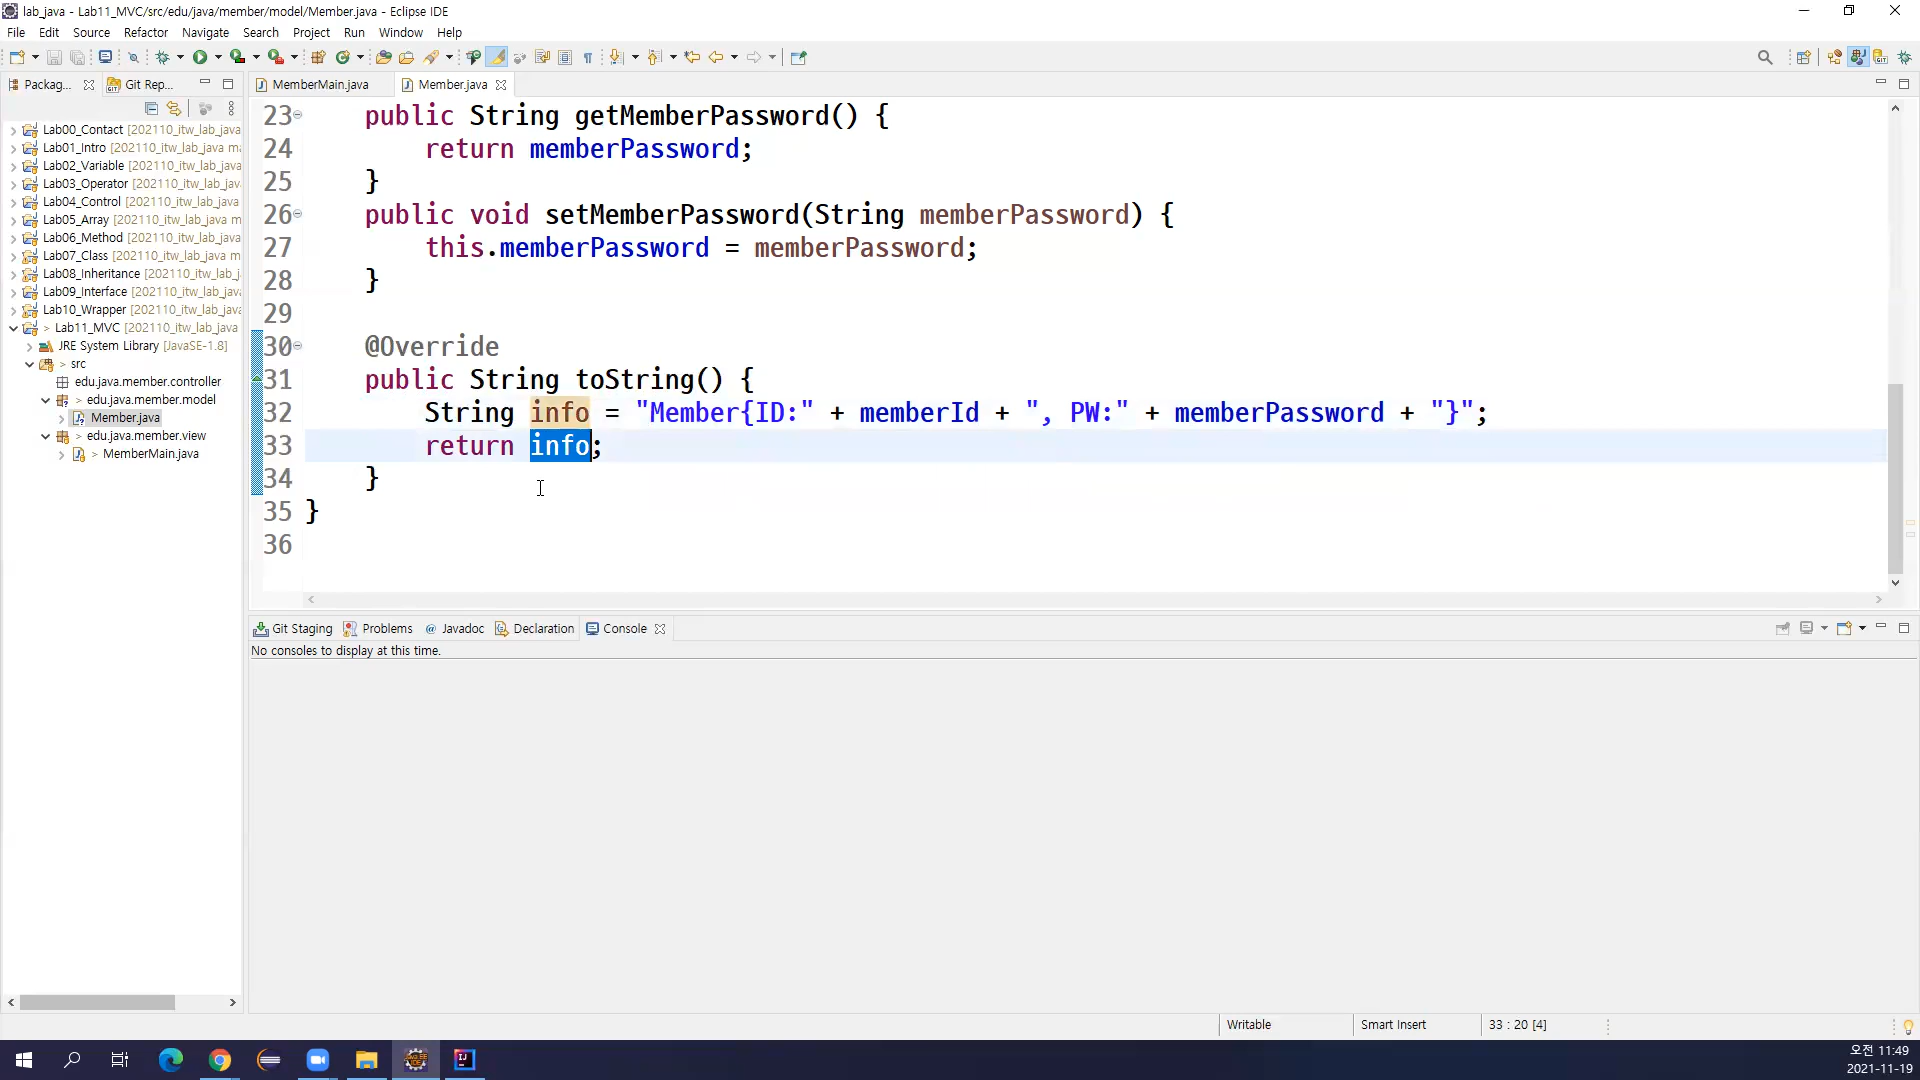 lab_java - Lab11_MVC/src/edu/java/member/model/Member.java - Eclipse IDE
File Edit Source Refactor Navigate Search Project Run Window Help
Packag... Git Rep...
Lab00_Contact [202110_itw_lab_java
Lab01_Intro [202110_itw_lab_java ma
Lab02_Variable [202110_itw_lab_java
Lab03_Operator [202110_itw_lab_java
Lab04_Control [202110_itw_lab_java
Lab05_Array [202110_itw_lab_java m
Lab06_Method [202110_itw_lab_java
Lab07_Class [202110_itw_lab_java m
Lab08_Inheritance [202110_itw_lab_j
Lab09_Interface [202110_itw_lab_java
Lab10_Wrapper [202110_itw_lab_java
> Lab11_MVC [202110_itw_lab_java
JRE System Library [JavaSE-1.8]
> src
edu.java.member.controller
> edu.java.member.model
Member.java
> edu.java.member.view
> MemberMain.java
MemberMain.java Member.java
23 public String getMemberPassword() {
24 return memberPassword;
25 }
26 public void setMemberPassword(String memberPassword) {
27 this.memberPassword = memberPassword;
28 }
29
30 @Override
31 public String toString() {
32 String info = "Member{ID:" + memberId + ", PW:" + memberPassword + "}";
33 return info;
34 }
35 }
36
Git Staging Problems @ Javadoc Declaration Console
No consoles to display at this time.
Writable Smart Insert 33 : 20 [4]
오전 11:49
2021-11-19